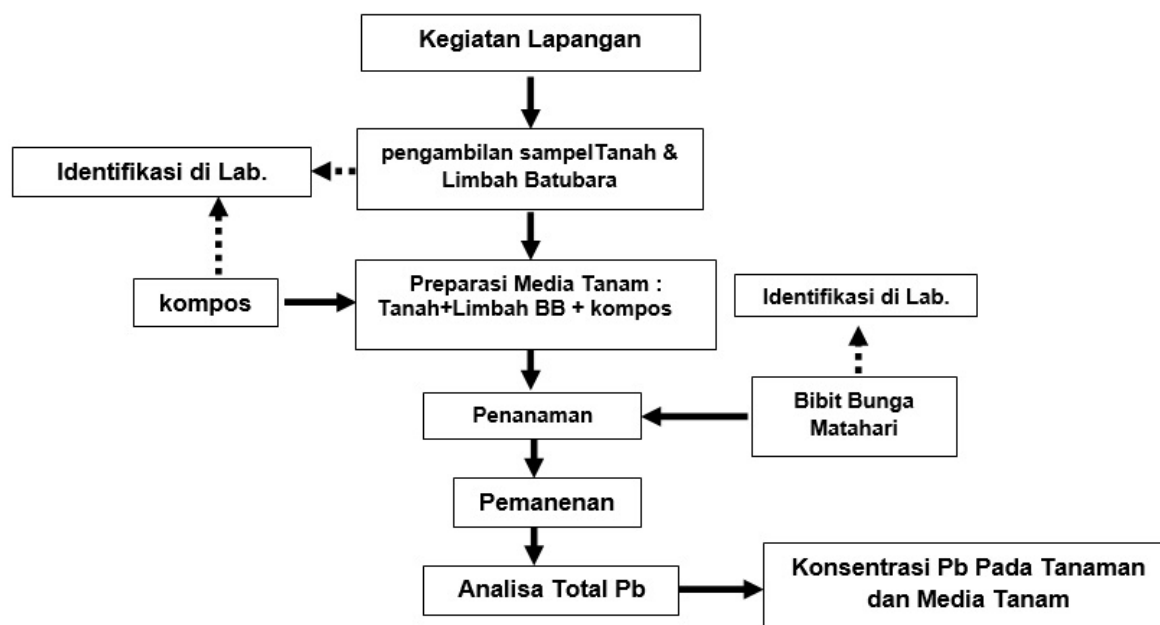 Kegiatan Lapangan
pengambilan sampelTanah &
Limbah Batubara
Identifikasi di Lab.
kompos
Preparasi Media Tanam :
Tanah+Limbah BB + kompos
Identifikasi di Lab.
Penanaman
Bibit Bunga
Matahari
Pemanenan
Analisa Total Pb
Konsentrasi Pb Pada Tanaman
dan Media Tanam